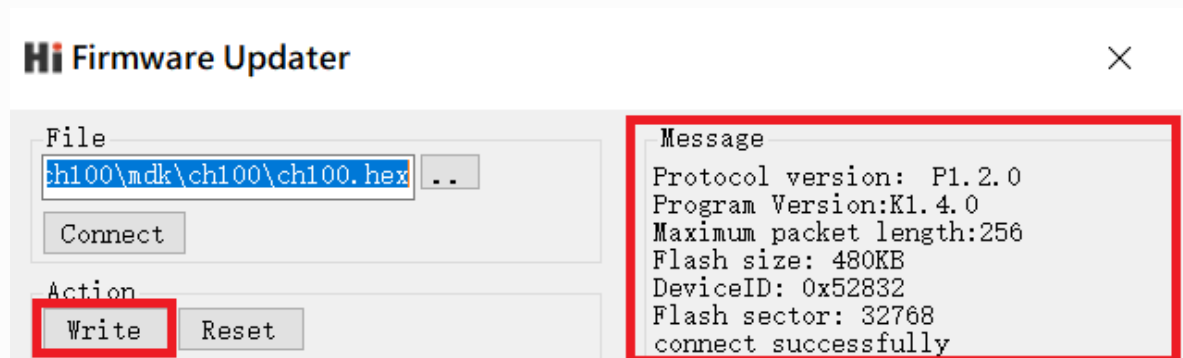 Hi Firmware Updater
File
ch100\mdk\ch100\ch100.hex ..
Connect
Action
Write Reset
Message
Protocol version: P1.2.0
Program Version:K1.4.0
Maximum packet length:256
Flash size: 480KB
DeviceID: 0x52832
Flash sector: 32768
connect successfully